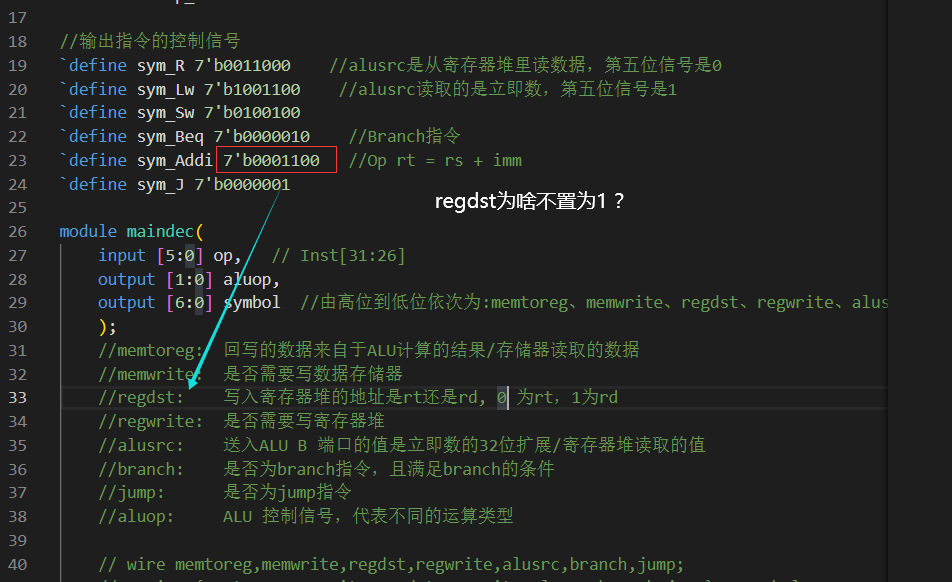 17
18 //输出指令的控制信号
19 `define sym_R 7'b0011000 //alusrc是从寄存器堆里读数据，第五位信号是0
20 `define sym_Lw 7'b1001100 //alusrc读取的是立即数，第五位信号是1
21 `define sym_Sw 7'b0100100
22 `define sym_Beq 7'b0000010 //Branch指令
23 `define sym_Addi 7'b0001100 //Op rt = rs + imm
24 `define sym_J 7'b0000001
regdst为啥不置为1？
25
26 module maindec(
27 input [5:0] op, // Inst[31:26]
28 output [1:0] aluop,
29 output [6:0] symbol //由高位到低位依次为:memtoreg、memwrite、regdst、regwrite、alus
30 );
31 //memtoreg: 回写的数据来自于ALU计算的结果/存储器读取的数据
32 //memwrite: 是否需要写数据存储器
33 //regdst: 写入寄存器堆的地址是rt还是rd, 0 为rt，1为rd
34 //regwrite: 是否需要写寄存器堆
35 //alusrc: 送入ALU B 端口的值是立即数的32位扩展/寄存器堆读取的值
36 //branch: 是否为branch指令，且满足branch的条件
37 //jump: 是否为jump指令
38 //aluop: ALU 控制信号，代表不同的运算类型
39
40 // wire memtoreg,memwrite,regdst,regwrite,alusrc,branch,jump;